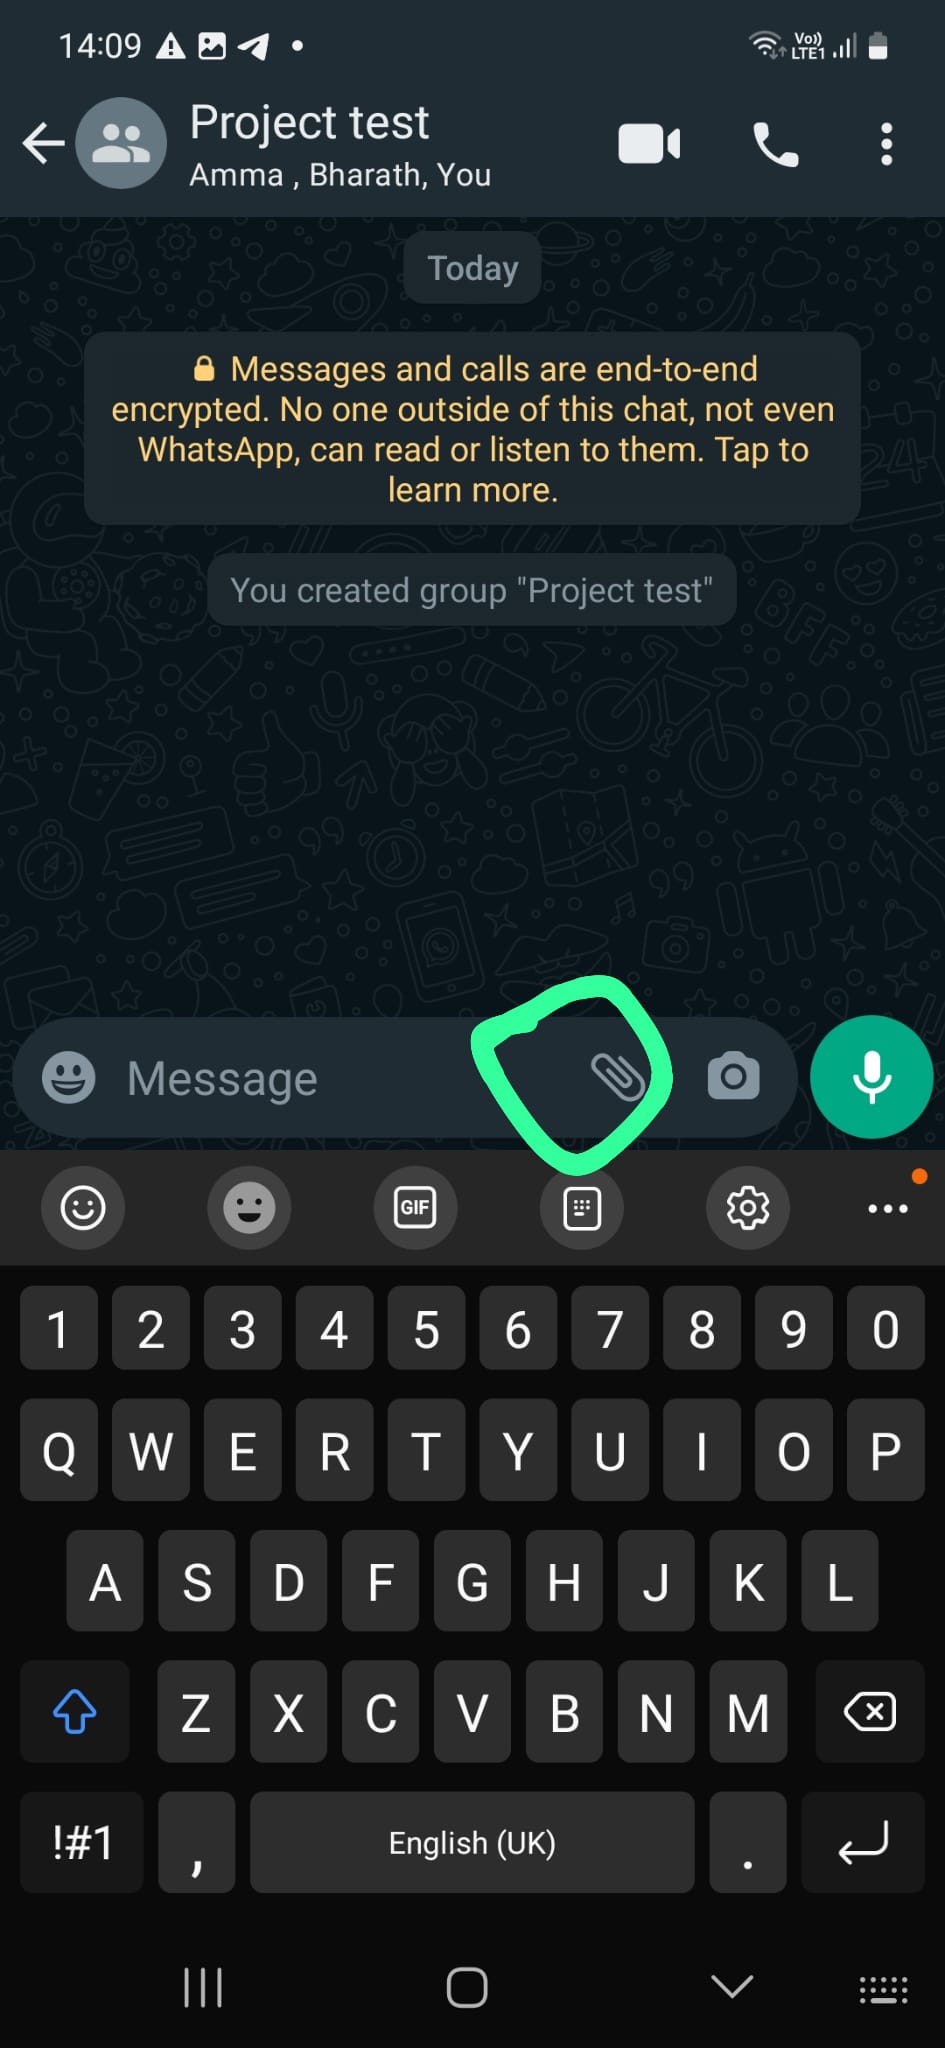 14:09
Vo))
LTE1
Project test
Amma , Bharath, You
Today
Messages and calls are end-to-end
encrypted. No one outside of this chat, not even
WhatsApp, can read or listen to them. Tap to
learn more.
You created group "Project test"
Message
GIF
1 2 3 4 5 6 7 8 9 0
Q W E R T Y U I O P
A S D F G H J K L
Z X C V B N M
!#1 , English (UK) .